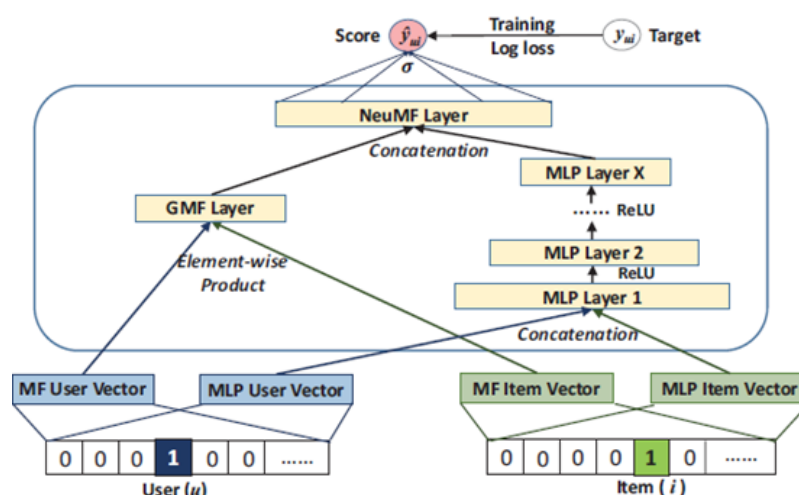 Score ŷui Training yui Target
Log loss
σ
NeuMF Layer
Concatenation
MLP Layer X
GMF Layer
...... ReLU
Element-wise
Product
MLP Layer 2
ReLU
MLP Layer 1
Concatenation
MF User Vector MLP User Vector MF Item Vector MLP Item Vector
0 0 0 1 0 0 ...... 0 0 0 0 1 0 ......
User (u) Item ( i )